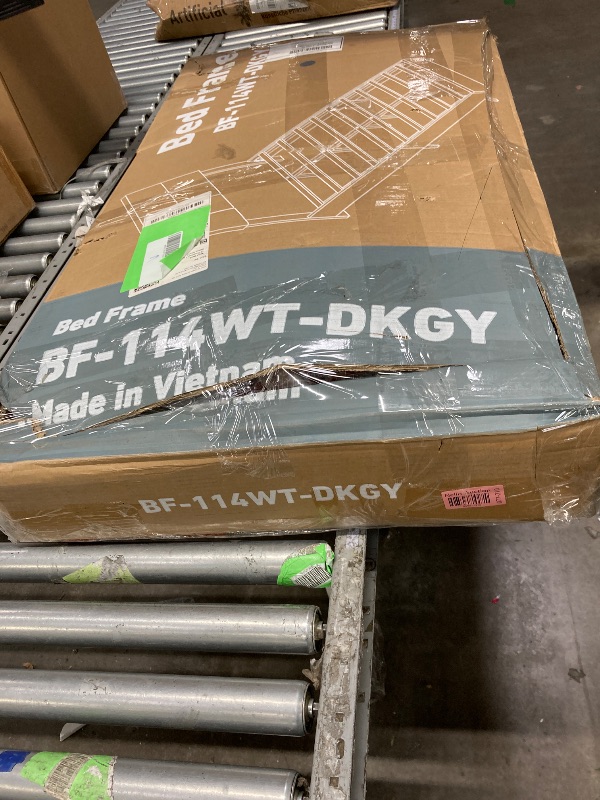 Artificial
Bed Frame
BF-114WT-DKGY
Bed Frame
BF-114WT-DKGY
Made in Vietnam
BF-114WT-DKGY